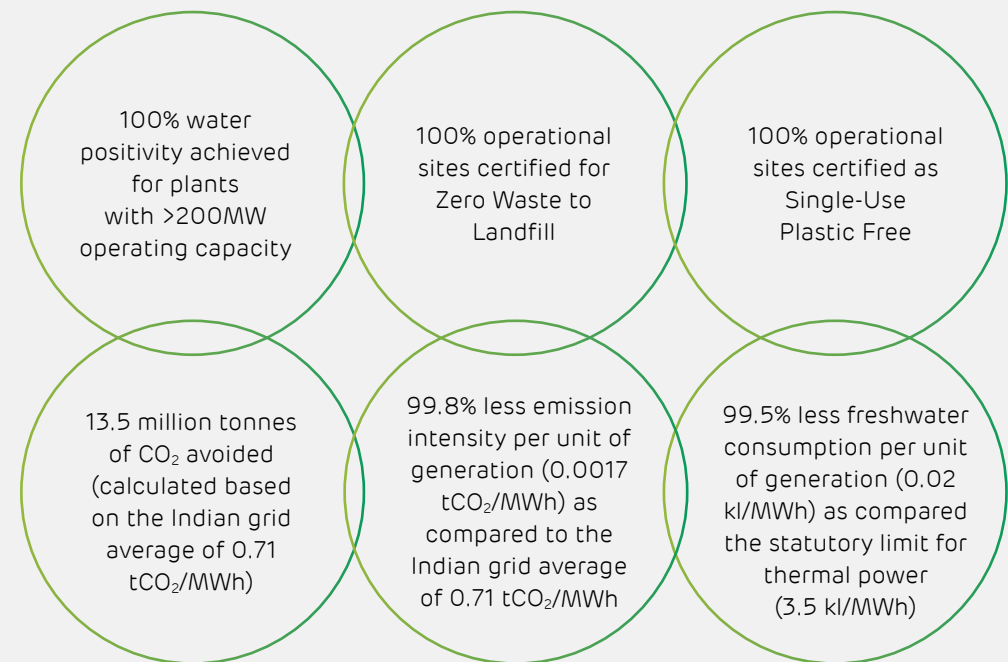 100% water
positivity achieved
for plants
with >200MW
operating capacity
100% operational
sites certified for
Zero Waste to
Landfill
100% operational
sites certified as
Single-Use
Plastic Free
13.5 million tonnes
of CO₂ avoided
(calculated based
on the Indian grid
average of 0.71
tCO₂/MWh)
99.8% less emission
intensity per unit of
generation (0.0017
tCO₂/MWh) as
compared to the
Indian grid average
of 0.71 tCO₂/MWh
99.5% less freshwater
consumption per unit
of generation (0.02
kl/MWh) as compared
the statutory limit for
thermal power
(3.5 kl/MWh)